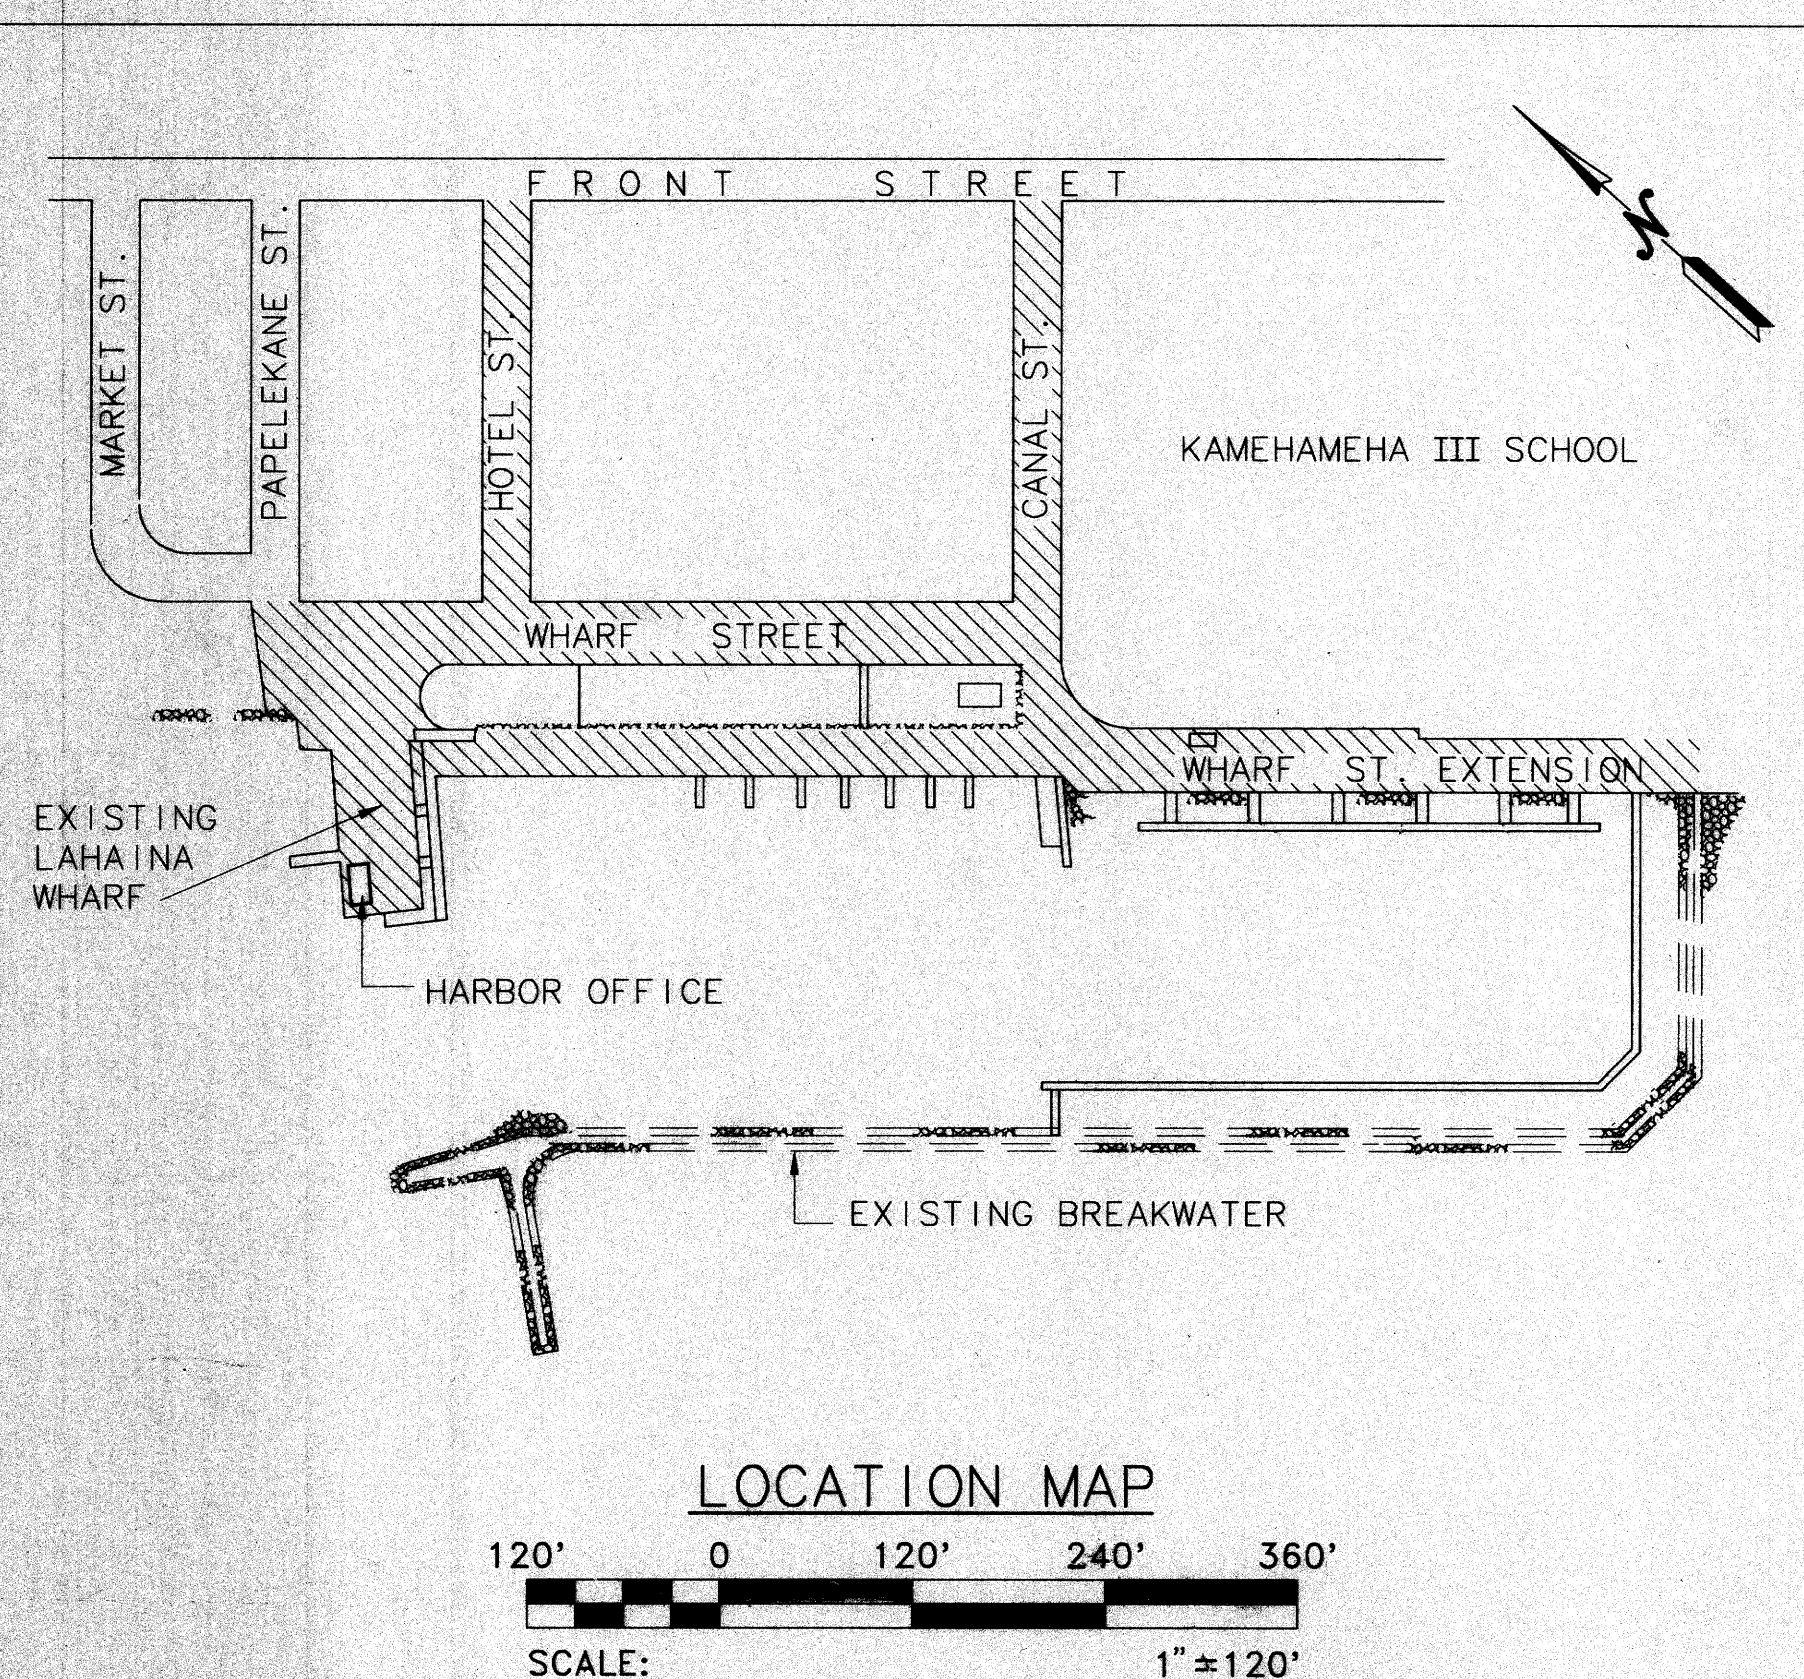 FRONT STREET
N
MARKET ST.
PAPELEKANE ST.
HOTEL ST.
CANAL ST.
KAMEHAMEHA III SCHOOL
WHARF STREET
WHARF ST. EXTENSION
EXISTING
LAHAINA
WHARF
HARBOR OFFICE
EXISTING BREAKWATER
LOCATION MAP
120' 0 120' 240' 360'
SCALE: 1"=120'